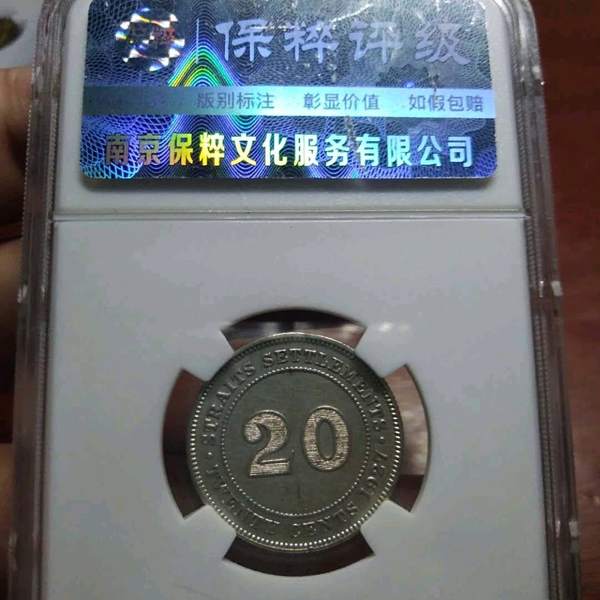 保粹评级
版别标注 彰显价值 如假包赔
南京保粹文化服务有限公司
STRAITS SETTLEMENTS · 1927 ·
20
TWENTY CENTS